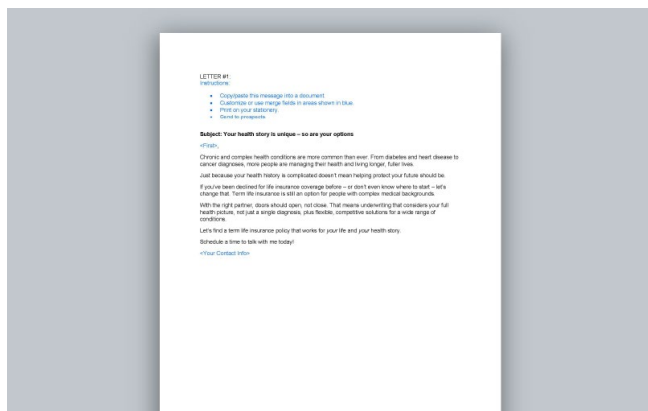 LETTER #1:
Instructions:
• Copy/paste this message into a document
• Customize or use merge fields in areas shown in blue.
• Print on your stationery.
• Send to prospects
Subject: Your health story is unique – so are your options
<First>,
Chronic and complex health conditions are more common than ever. From diabetes and heart disease to
cancer diagnoses, more people are managing their health and living longer, fuller lives.
Just because your health history is complicated doesn't mean helping protect your future should be.
If you've been declined for life insurance coverage before – or don't even know where to start – let's
change that. Term life insurance is still an option for people with complex medical backgrounds.
With the right partner, doors should open, not close. That means underwriting that considers your full
health picture, not just a single diagnosis, plus flexible, competitive solutions for a wide range of
conditions.
Let's find a term life insurance policy that works for your life and your health story.
Schedule a time to talk with me today!
<Your Contact Info>